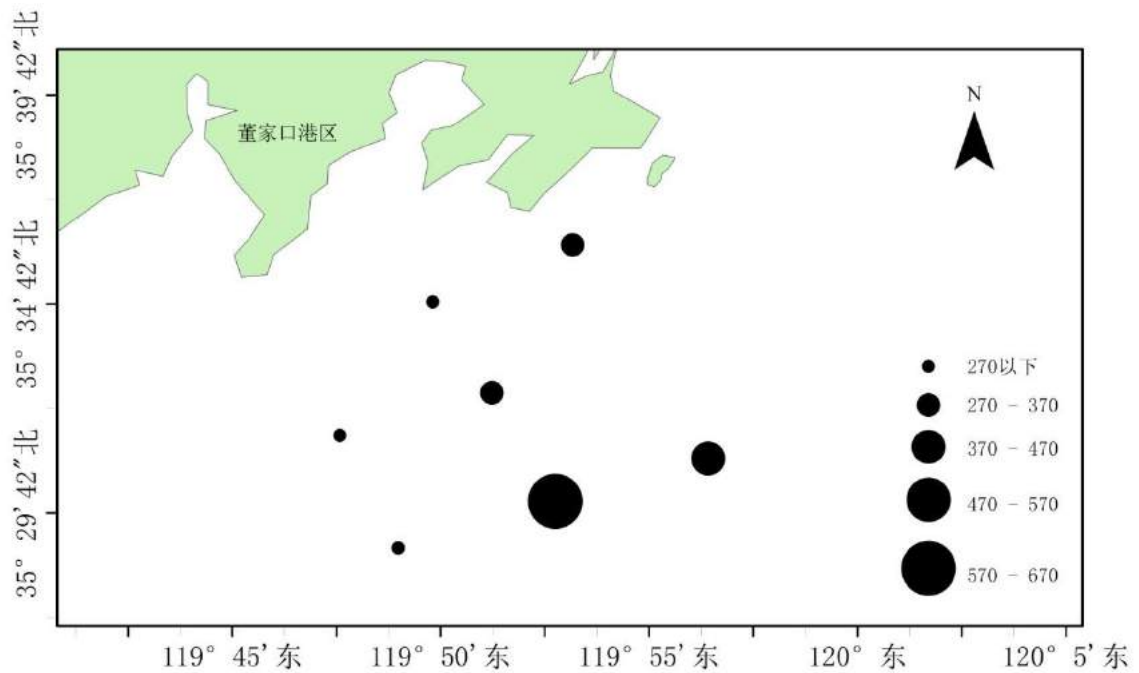 35° 39' 42"北
董家口港区
N
35° 34' 42"北
270以下
270 - 370
370 - 470
35° 29' 42"北
470 - 570
570 - 670
119° 45'东
119° 50'东
119° 55'东
120° 东
120° 5'东